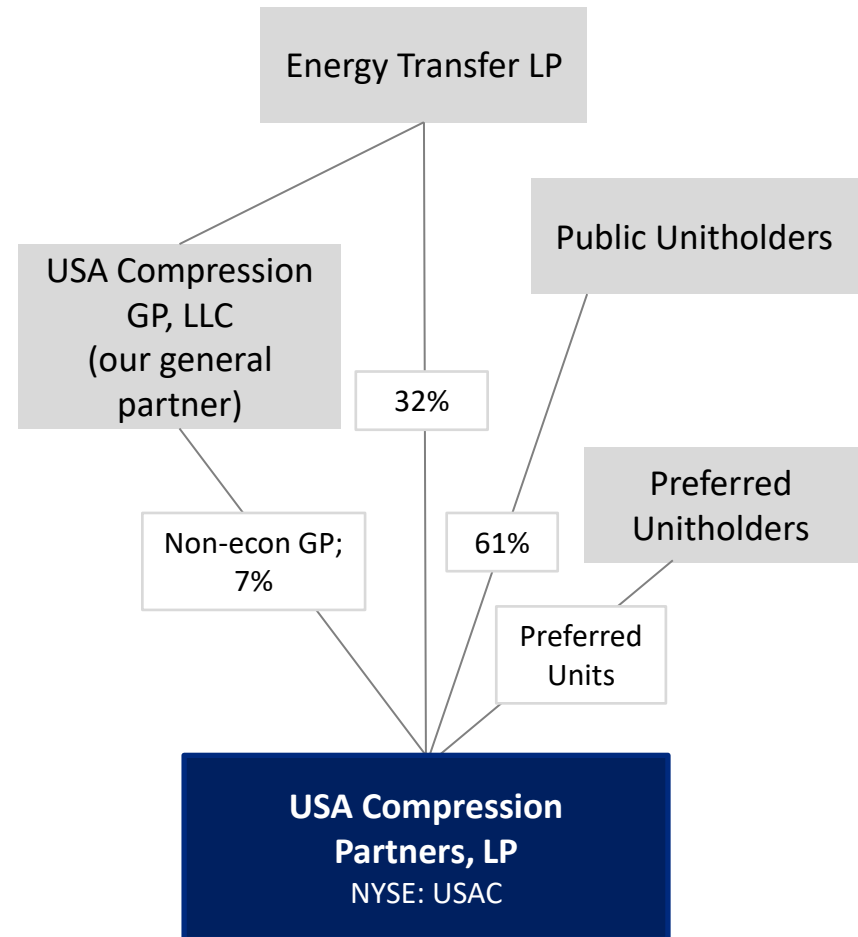 Energy Transfer LP
Public Unitholders
USA Compression
GP, LLC
(our general
partner)
32%
Preferred
Unitholders
Non-econ GP;
7%
61%
Preferred
Units
USA Compression
Partners, LP
NYSE: USAC